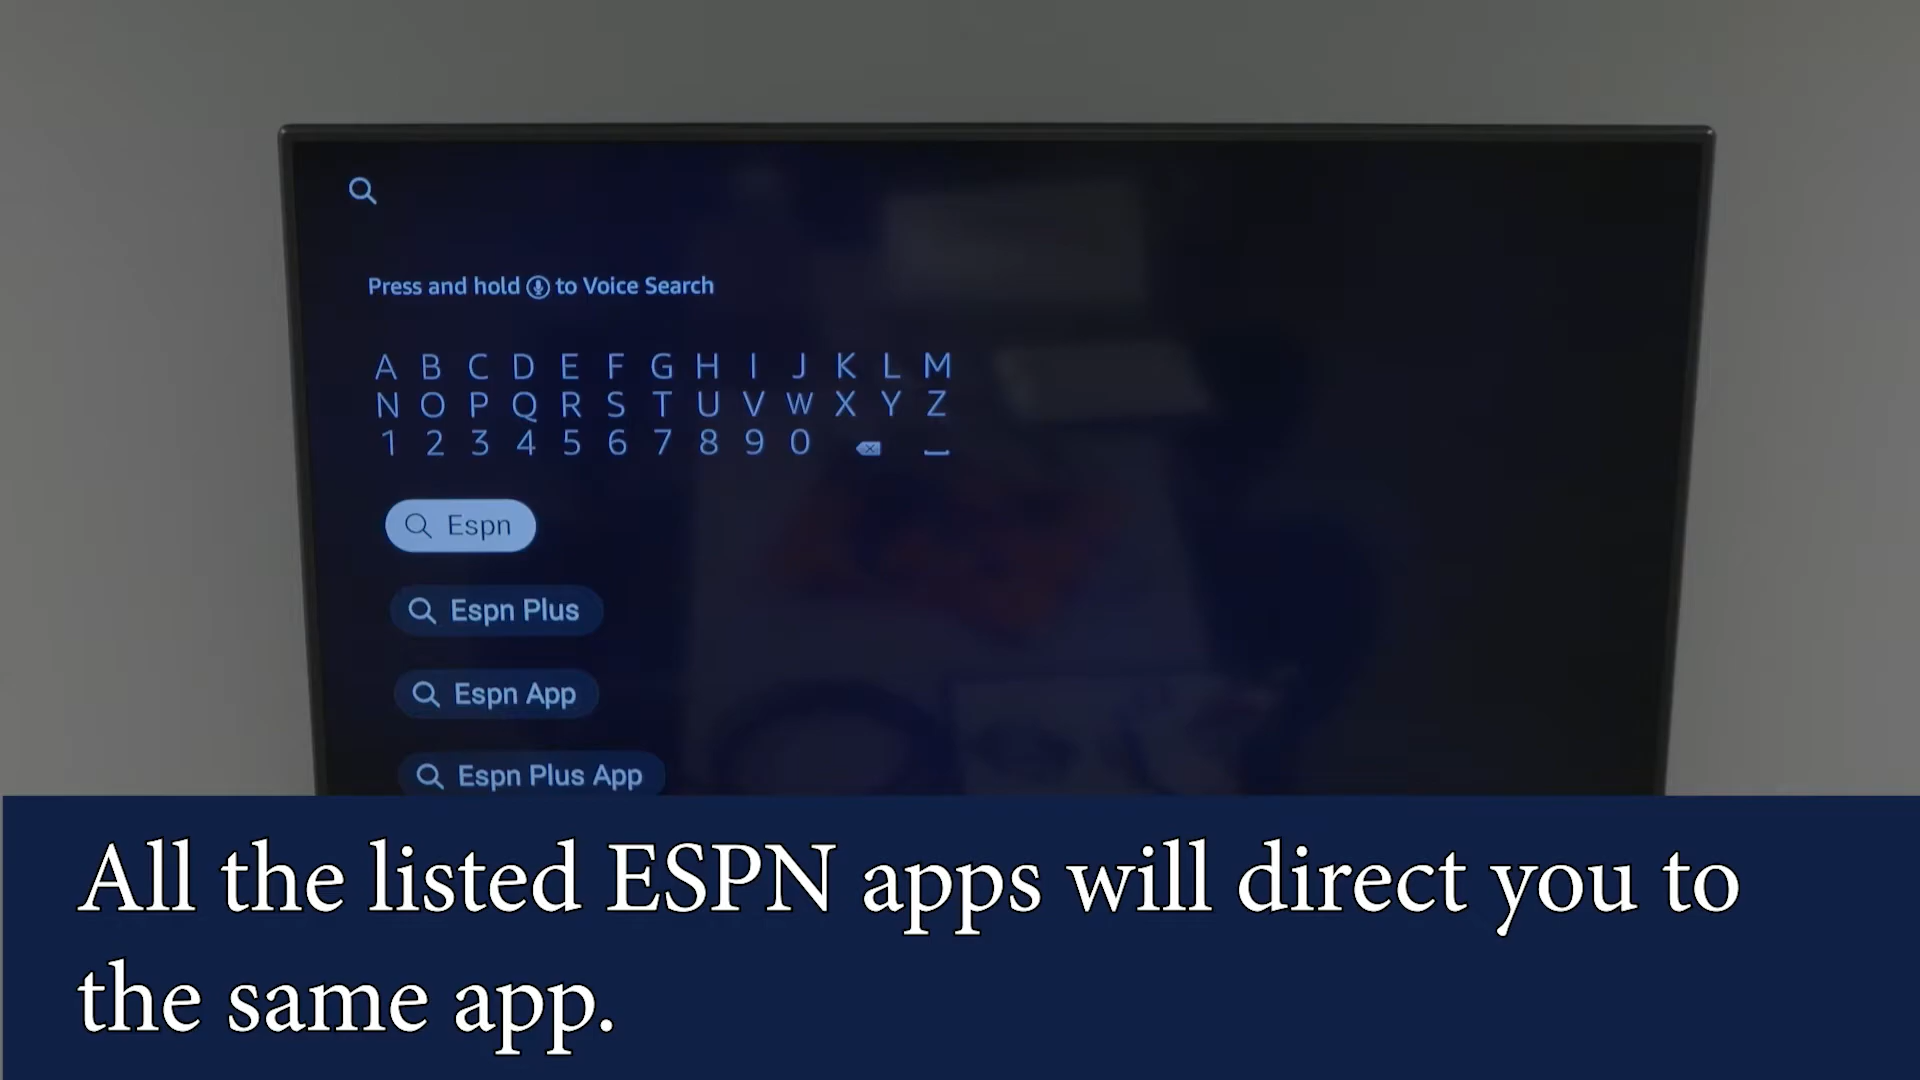 Press and hold to Voice Search
A B C D E F G H I J K L M
N O P Q R S T U V W X Y Z
1 2 3 4 5 6 7 8 9 0
Espn
Espn Plus
Espn App
Espn Plus App
All the listed ESPN apps will direct you to
the same app.